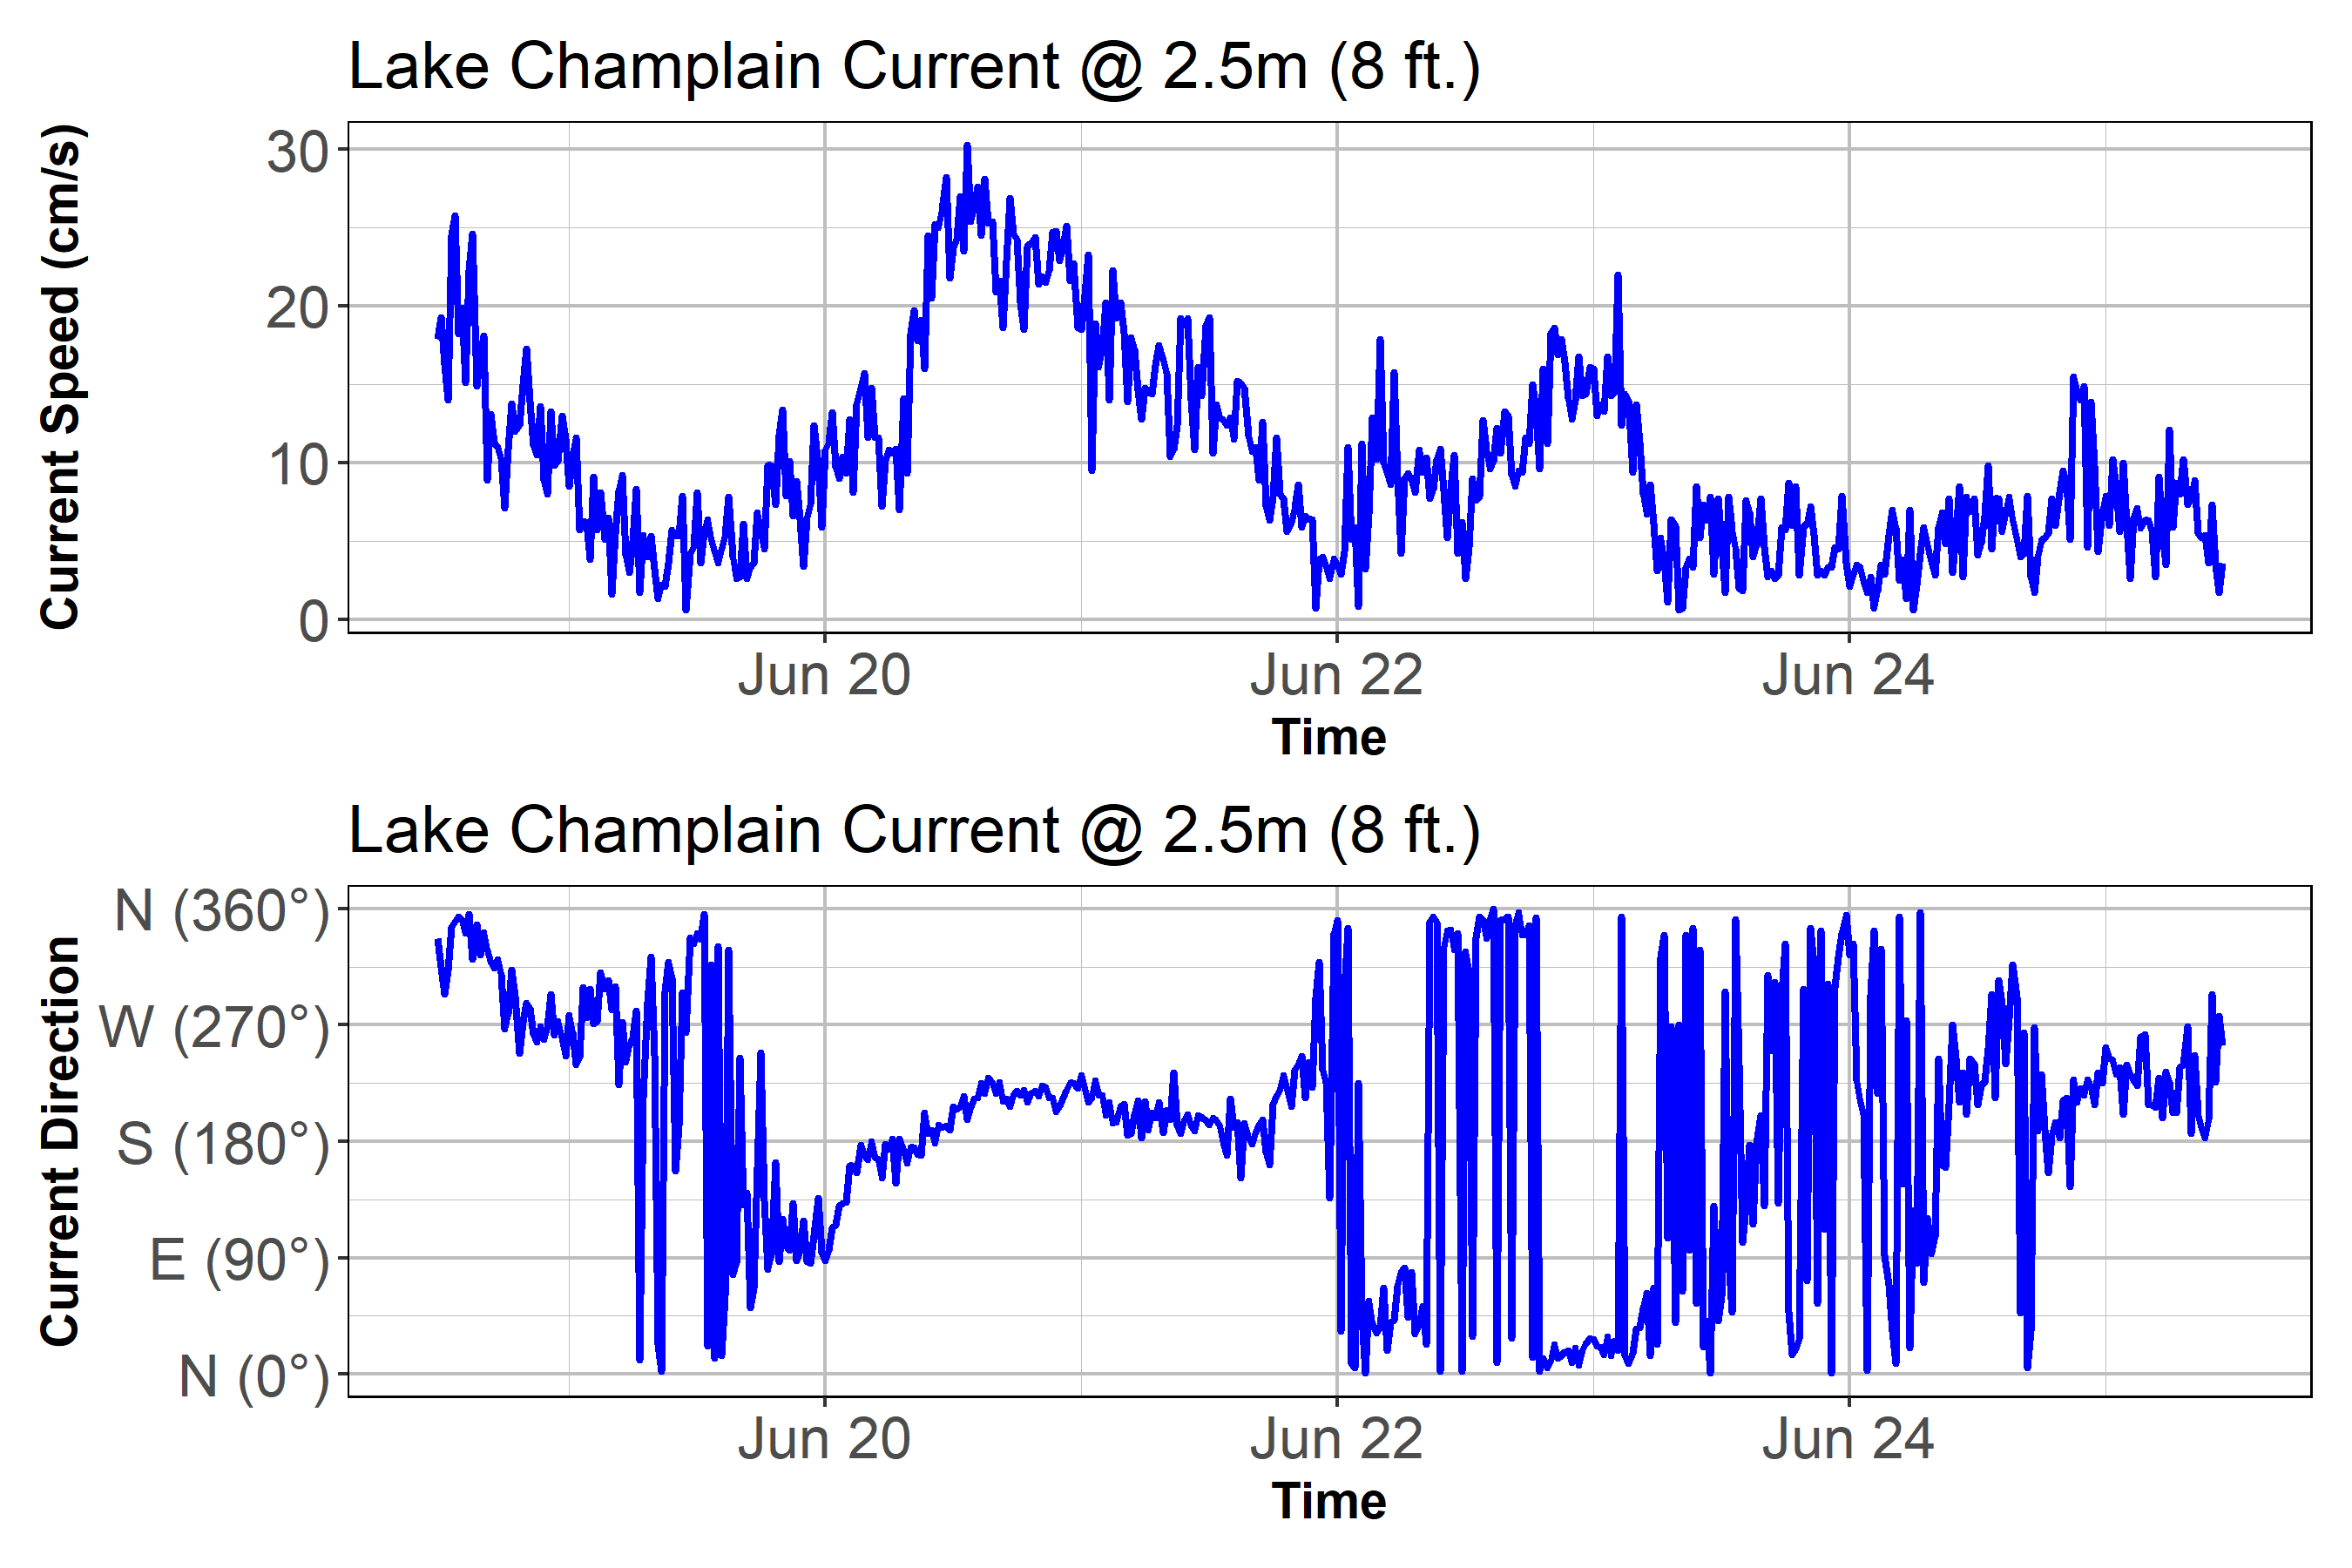 Lake Champlain Current @ 2.5m (8 ft.)
Current Speed (cm/s)
30
20
10
0
Jun 20 Jun 22 Jun 24
Time
Lake Champlain Current @ 2.5m (8 ft.)
Current Direction
N (360°)
W (270°)
S (180°)
E (90°)
N (0°)
Jun 20 Jun 22 Jun 24
Time